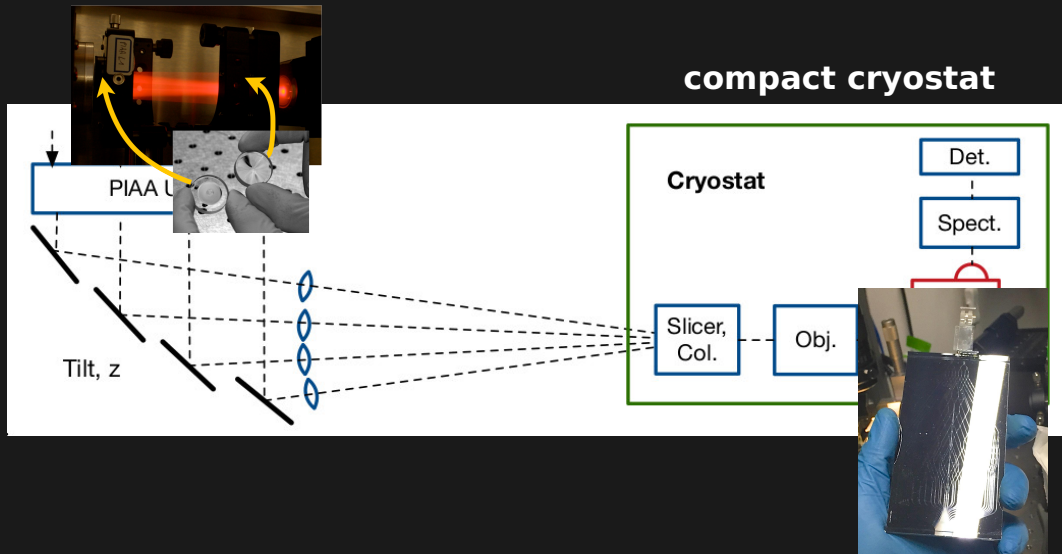 compact cryostat
PIAA
Cryostat
Det.
Spect.
Slicer,
Col.
Obj.
Tilt, z